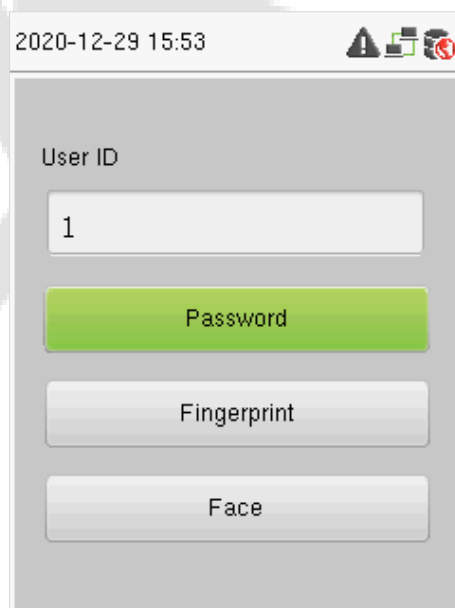 2020-12-29 15:53
User ID
1
Password
Fingerprint
Face